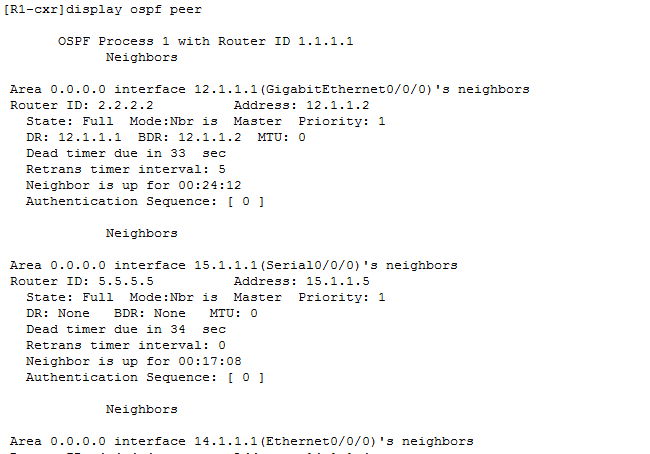 [R1-cxr]display ospf peer
OSPF Process 1 with Router ID 1.1.1.1
Neighbors
Area 0.0.0.0 interface 12.1.1.1(GigabitEthernet0/0/0)'s neighbors
Router ID: 2.2.2.2 Address: 12.1.1.2
State: Full Mode:Nbr is Master Priority: 1
DR: 12.1.1.1 BDR: 12.1.1.2 MTU: 0
Dead timer due in 33 sec
Retrans timer interval: 5
Neighbor is up for 00:24:12
Authentication Sequence: [ 0 ]
Neighbors
Area 0.0.0.0 interface 15.1.1.1(Serial0/0/0)'s neighbors
Router ID: 5.5.5.5 Address: 15.1.1.5
State: Full Mode:Nbr is Master Priority: 1
DR: None BDR: None MTU: 0
Dead timer due in 34 sec
Retrans timer interval: 0
Neighbor is up for 00:17:08
Authentication Sequence: [ 0 ]
Neighbors
Area 0.0.0.0 interface 14.1.1.1(Ethernet0/0/0)'s neighbors